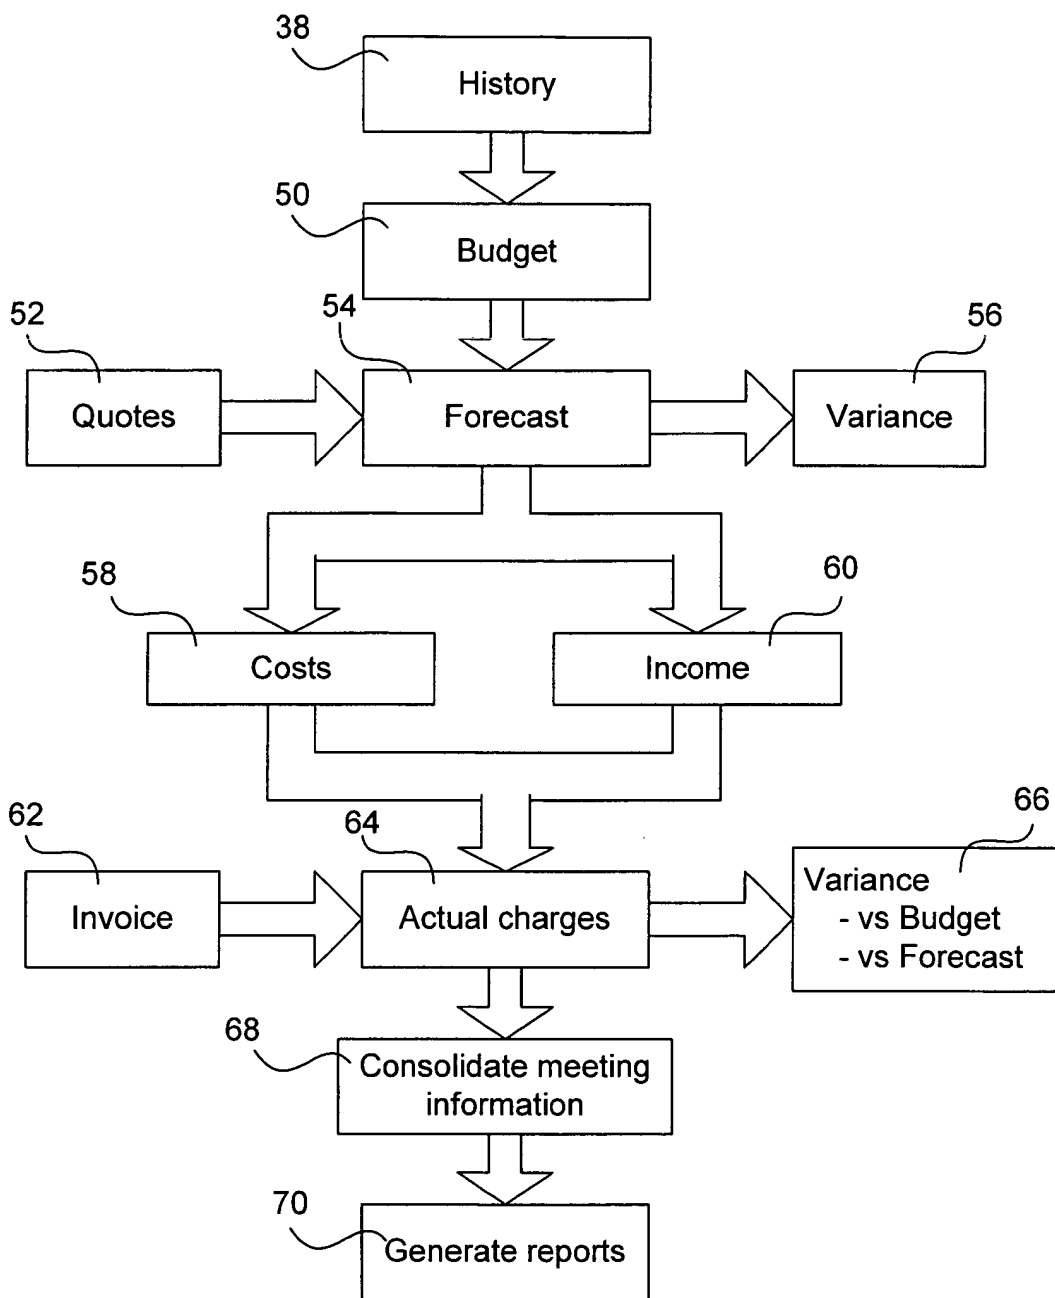 38
History
50
Budget
52
54
56
Quotes
Forecast
Variance
58
60
Costs
Income
62
64
66
Invoice
Actual charges
Variance
- vs Budget
- vs Forecast
68
Consolidate meeting
information
70
Generate reports